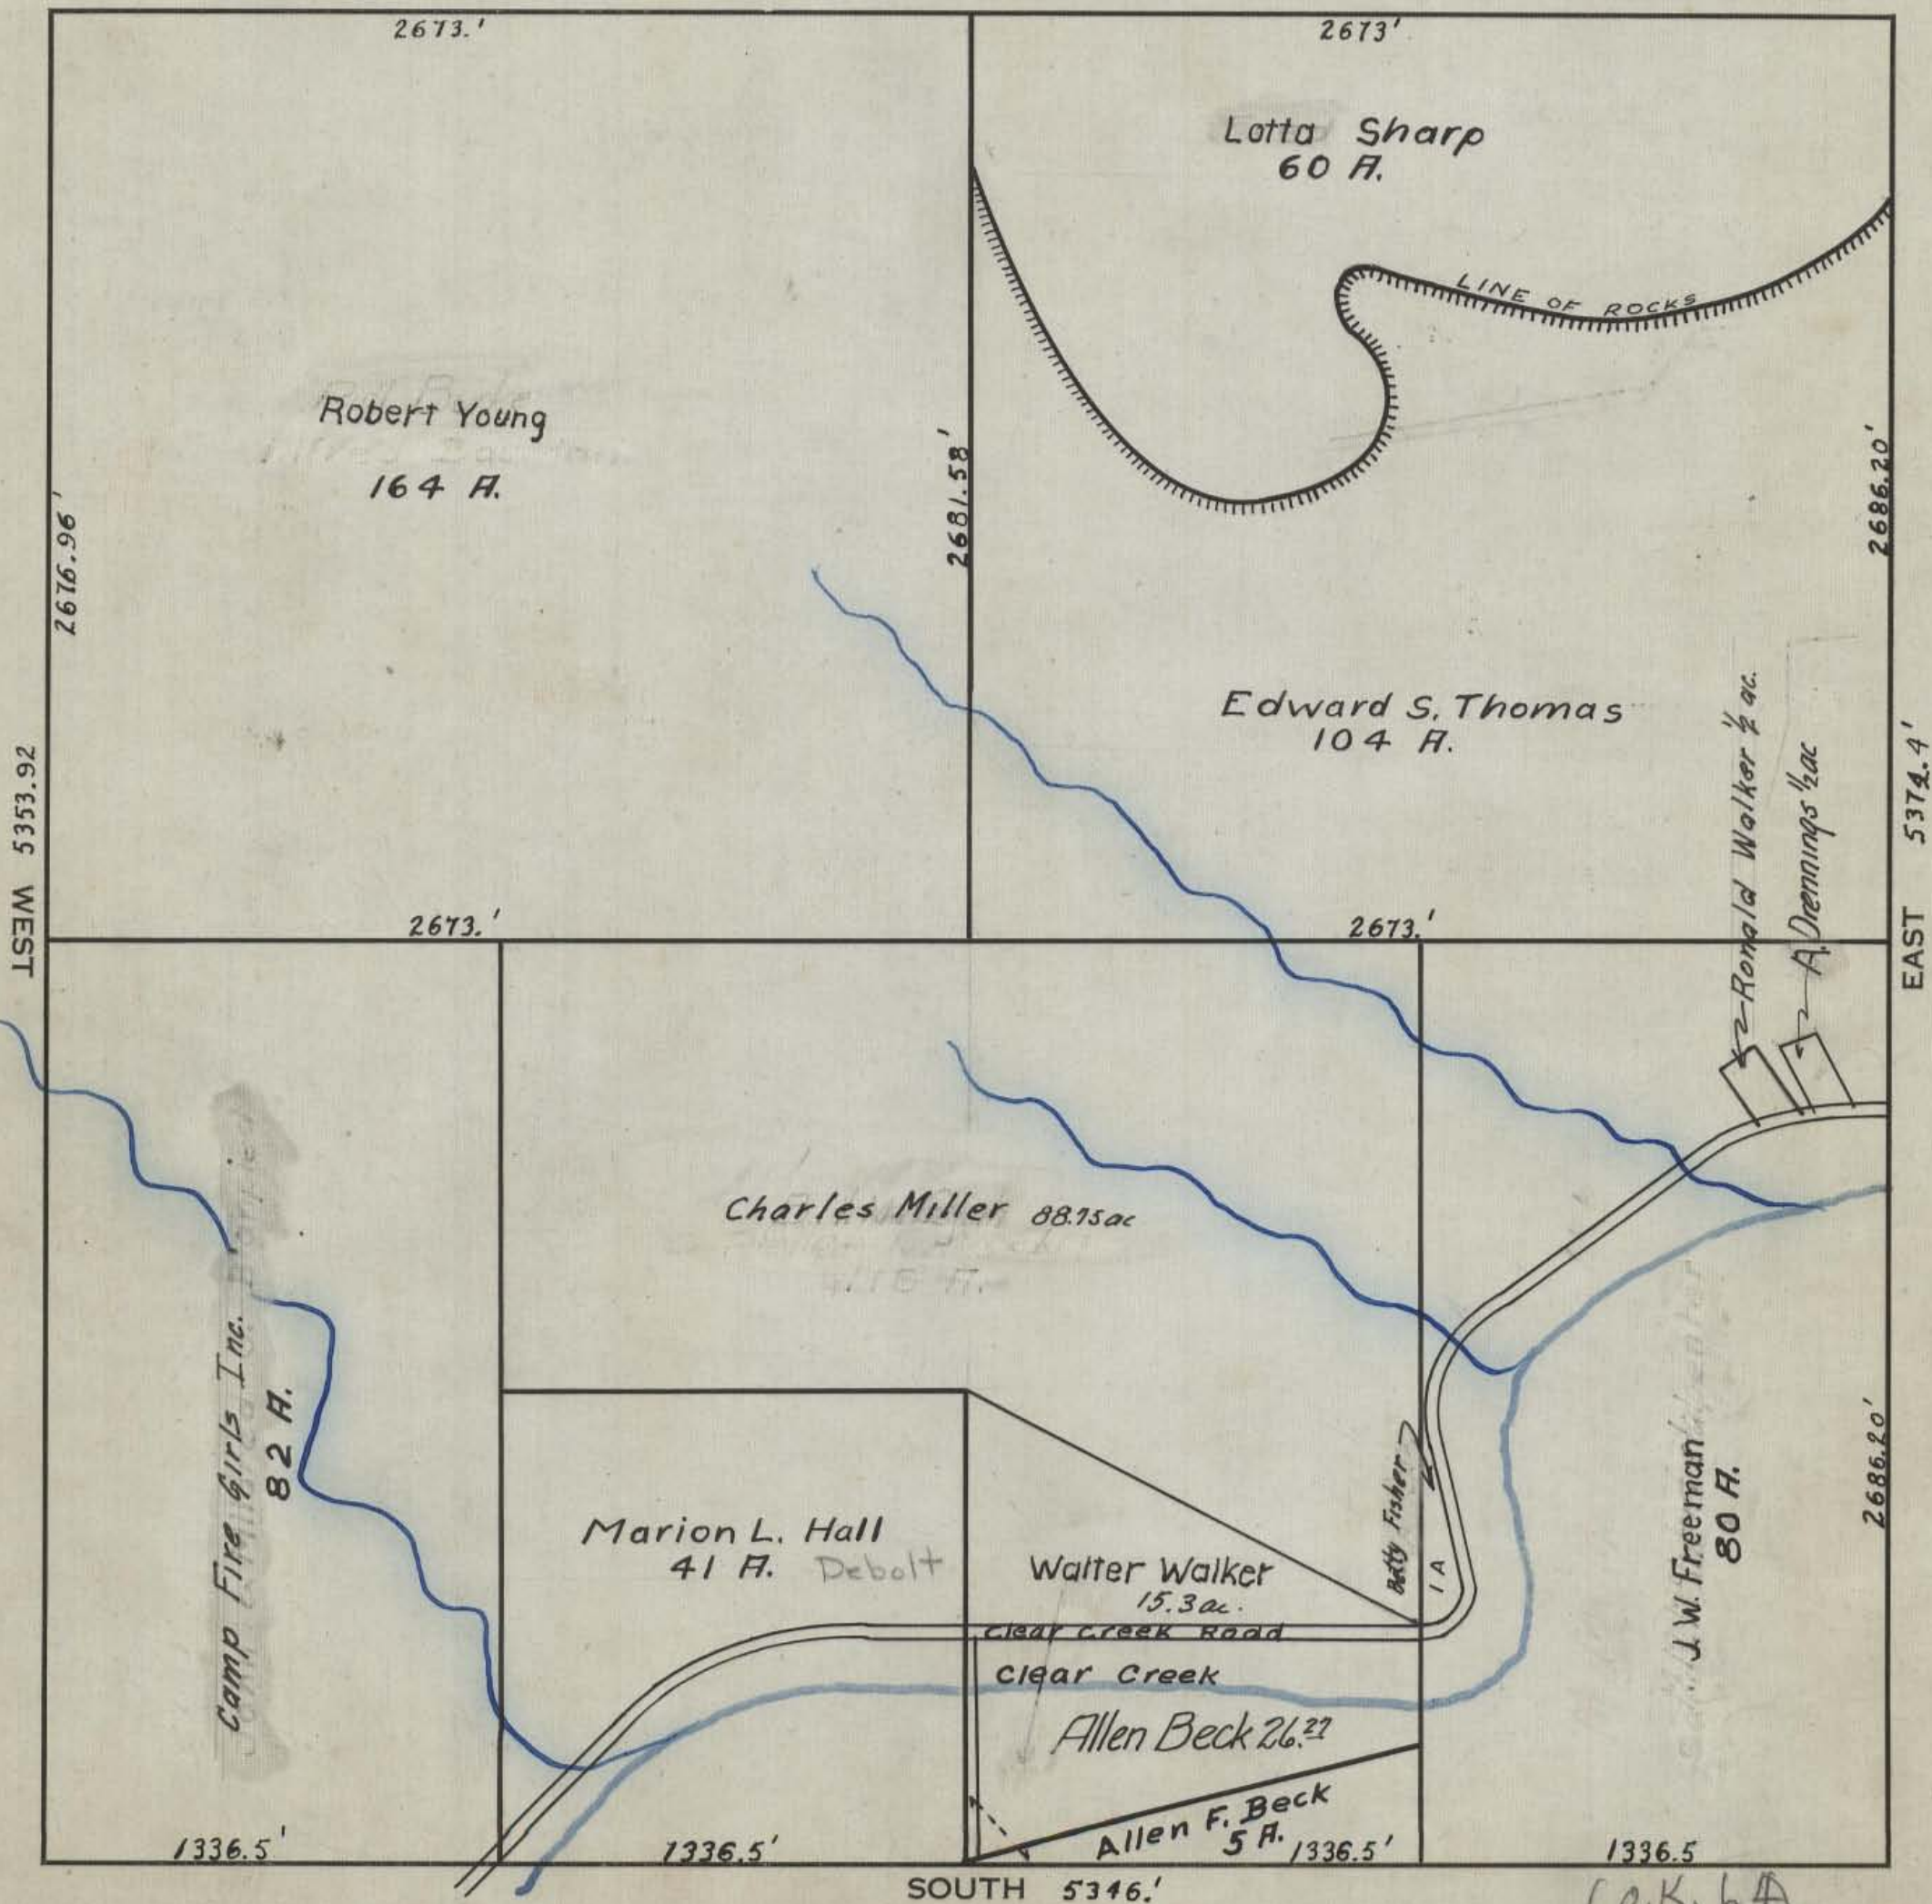 2673.'
2673'
Lotta Sharp
60 A.
LINE OF ROCKS
Robert Young
164 A.
2676.96'
2681.58'
2686.20'
Edward S. Thomas
104 A.
Ronald Walker ½ ac.
A. Drennings ½ ac
WEST 5353.92
EAST 5372.4'
2673.'
2673.'
Charles Miller 88.75 ac
Camp Fire Girls Inc.
82 A.
Marion L. Hall
41 A. Debolt
Walter Walker
15.3 ac.
Betty Fisher
1 A
J. W. Freeman
80 A.
2686.20'
Clear Creek Road
Clear Creek
Allen Beck 26.27
Allen F. Beck
5 A.
1336.5'
1336.5'
1336.5'
1336.5
SOUTH 5346.'